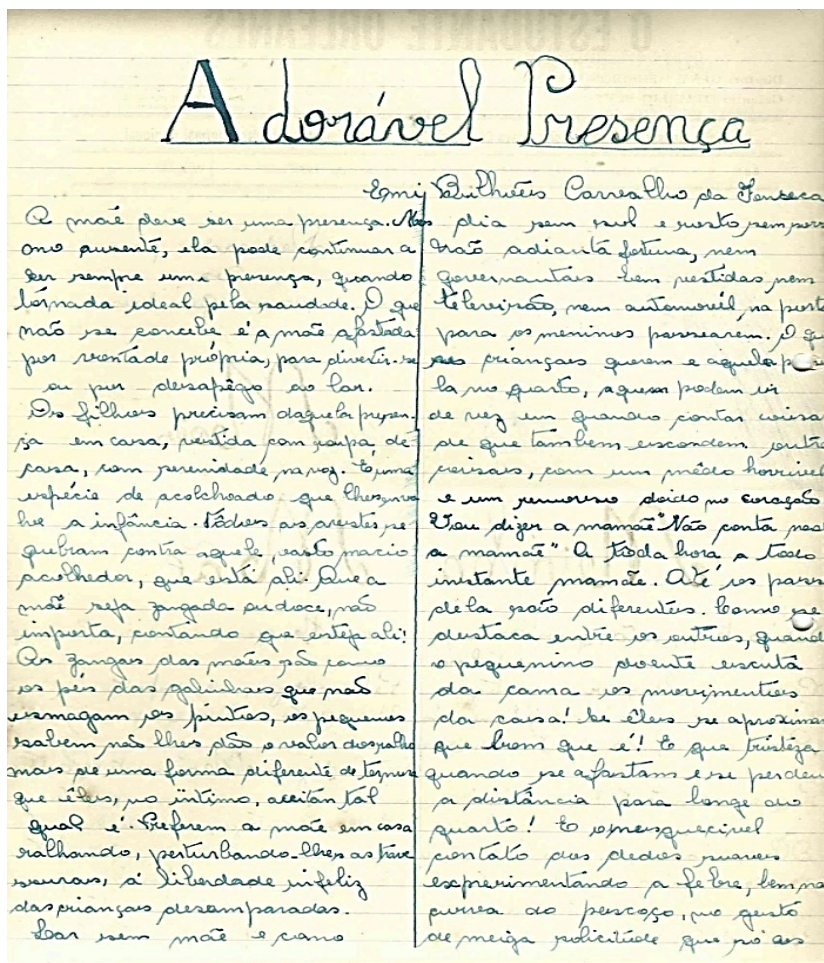 Adorável Presença
Emi Bulhões Carvalho da Fonseca
A mãe deve ser uma presença. Mes
mo ausente, ela pode continuar a
ser sempre uma presença, quando
tornada ideal pela saudade. O que
não se concebe é a mãe afastada
por vontade própria, para divertir-se
ou por desapêgo ao lar.
Os filhos precisam daquela presen-
ça em casa, vestida com roupa de
casa, com serenidade na voz. É uma
espécie de acolchoado que lhes envol
he a infância. Tôdas as arestas se
quebram contra aquele vasto macio
acolhedor, que está ali. Que a
mãe seja zangada ou doce, não
importa, contando que esteja ali!
As zangas das mães são como
os pés das galinhas que não
esmagam os pintos, os pequenos
sabem não lhes dão o valor de ralho
mais de uma forma diferente de ternura
que êles, no íntimo, aceitam tal
qual é. Preferem a mãe em casa
ralhando, perturbando-lhes as trave
ssuras, á liberdade infeliz
das crianças desamparadas.
Lar sem mãe e como
dia sem sol e
Não adianta fortuna, nem
governantas bem vestidas, nem
televisão, nem automóvel, na porta
para os meninos passearem. O que
as crianças querem e aquela
la no quarto, a quem podem ir
de vez em quando contar coisas
de que tambem escondem outras
coisas, com um mêdo horrivel
e um remorso doido no coração
Vou dizer a mamãe" Não conta nada
a mamãe" A toda hora, a todo
instante mamãe. Até os passos
dela são diferentes. Como se
destaca entre os outros, quando
o pequenino doente escuta
da cama os movimentos
da casa! Se êles se aproximam
que bom que é! E que tristeza
quando se afastam e se perdem
a distância para longe do
quarto! E o inesquecivel
contato dos dedos suaves
experimentando a febre, bem na
curva do pescoço, no gesto
de meiga solicitude que só as